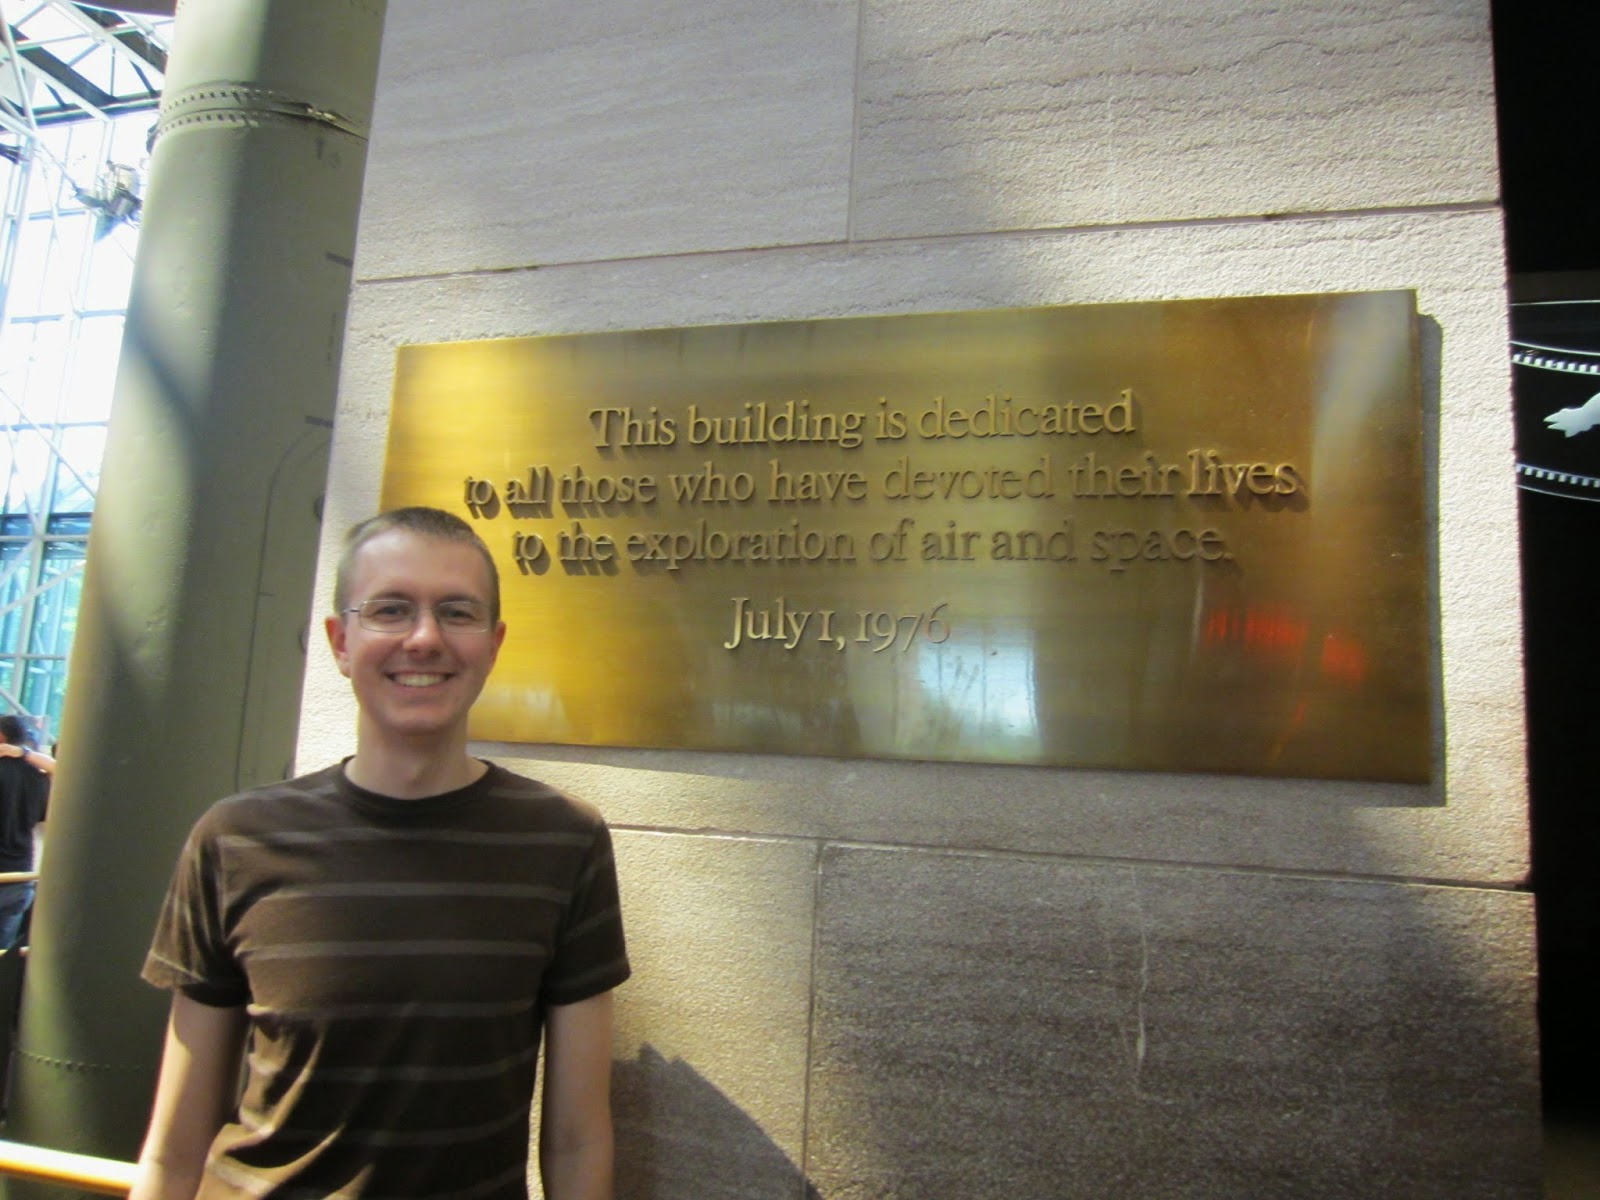 This building is dedicated
to all those who have devoted their lives
to the exploration of air and space.
July 1, 1976